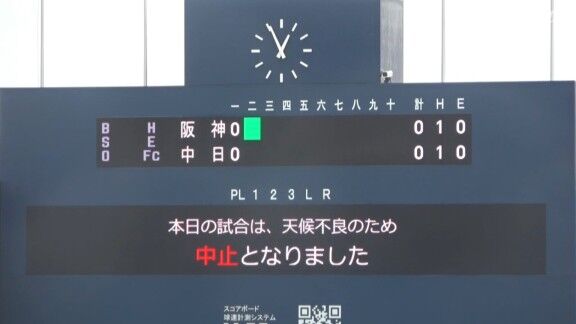 一 二 三 四 五 六 七 八 九 十 計 H E
B H 阪神 0 0 1 0
S E
O Fc 中日 0 0 1 0
PL 1 2 3 L R
本日の試合は、天候不良のため
中止となりました
スコアボード
球速計測システム